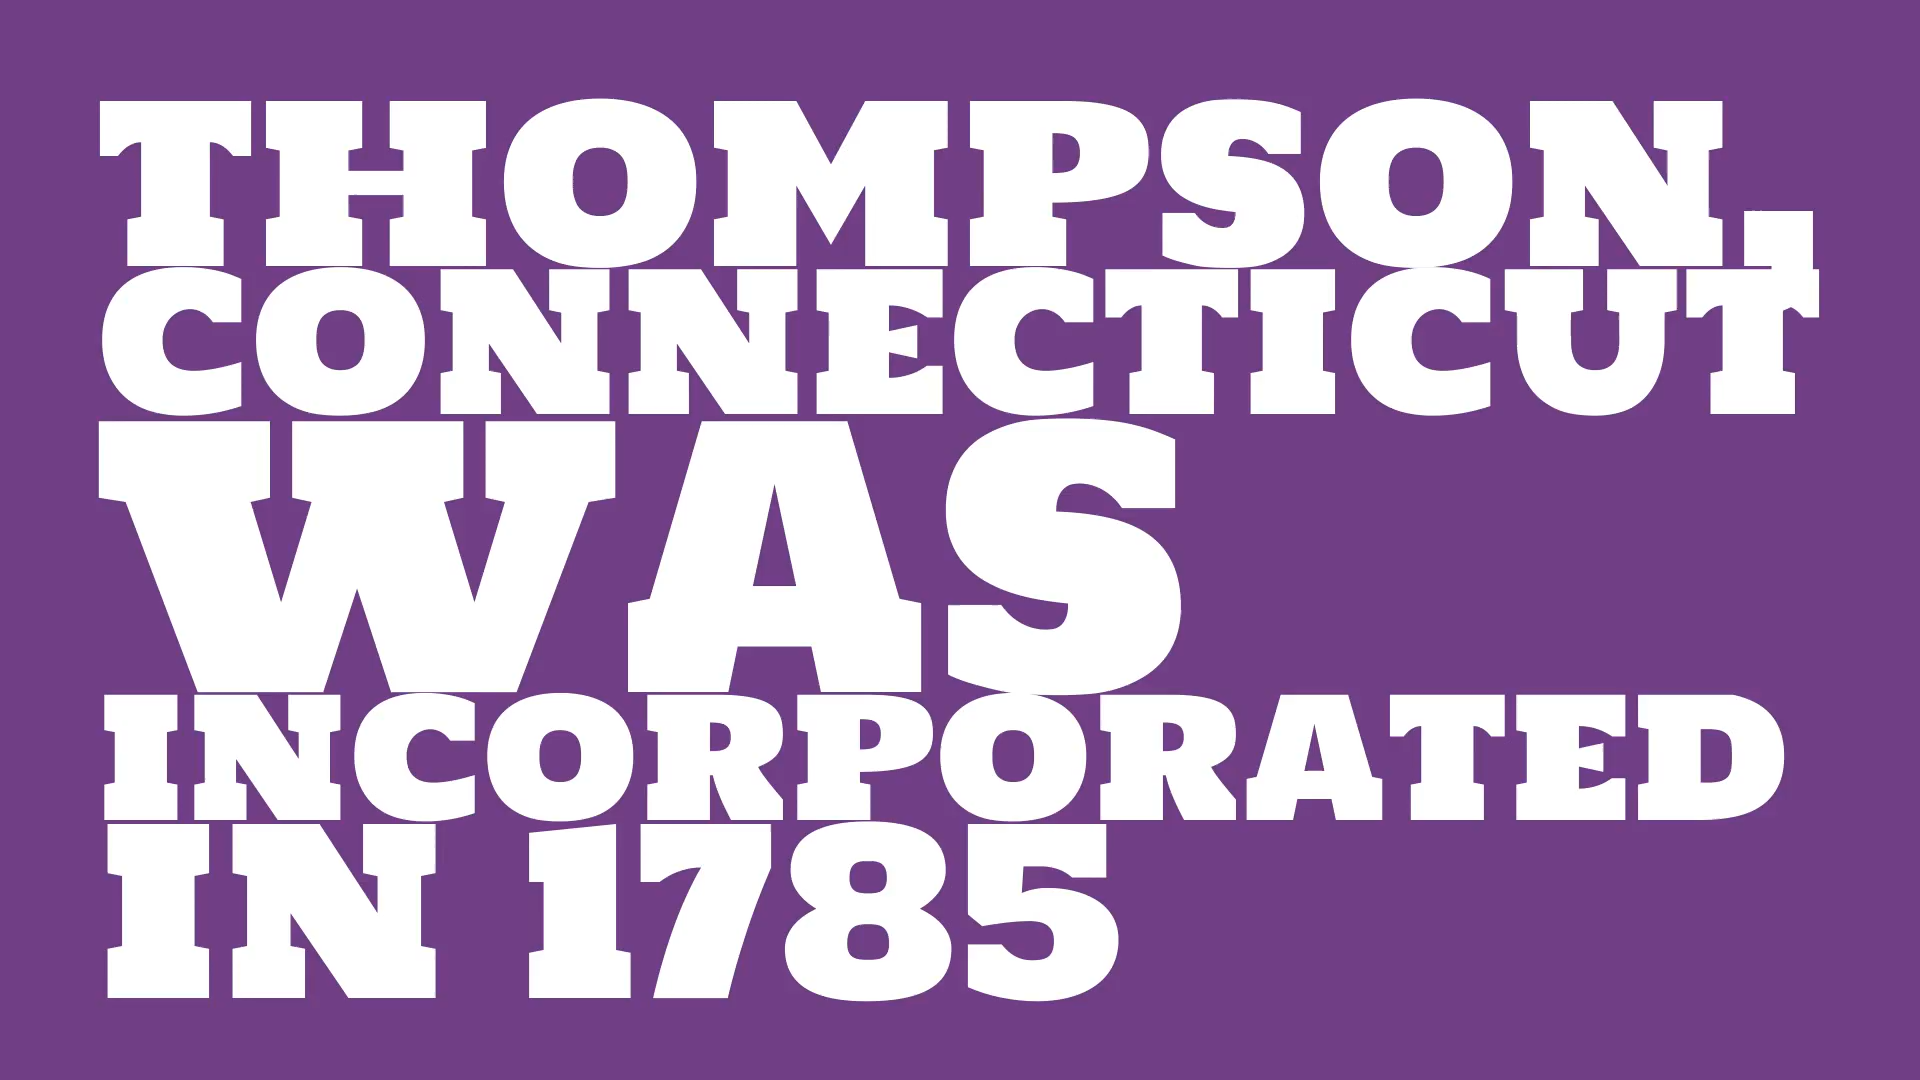 THOMPSON,
CONNECTICUT
WAS
INCORPORATED
IN 1785